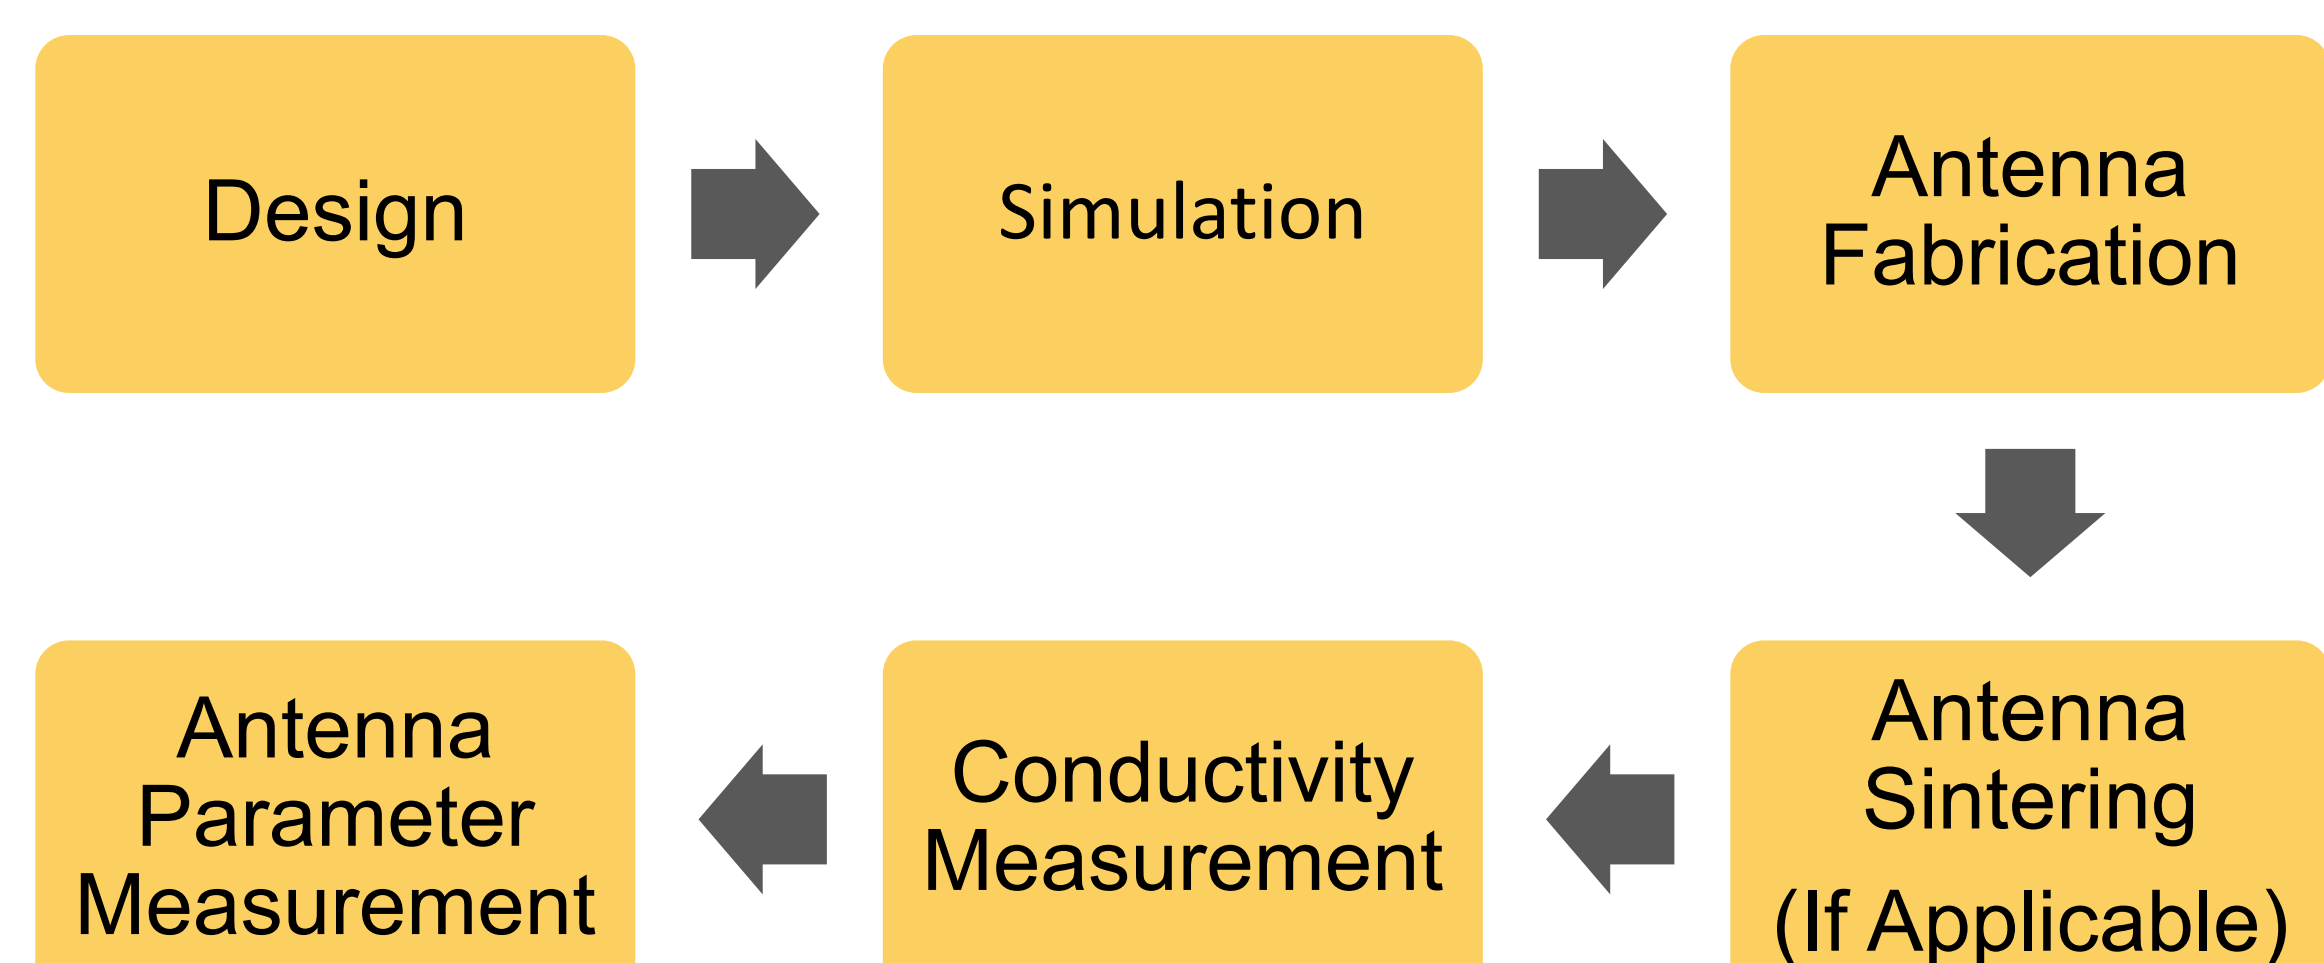 Design
Simulation
Antenna
Fabrication
Antenna
Sintering
(If Applicable)
Conductivity
Measurement
Antenna
Parameter
Measurement